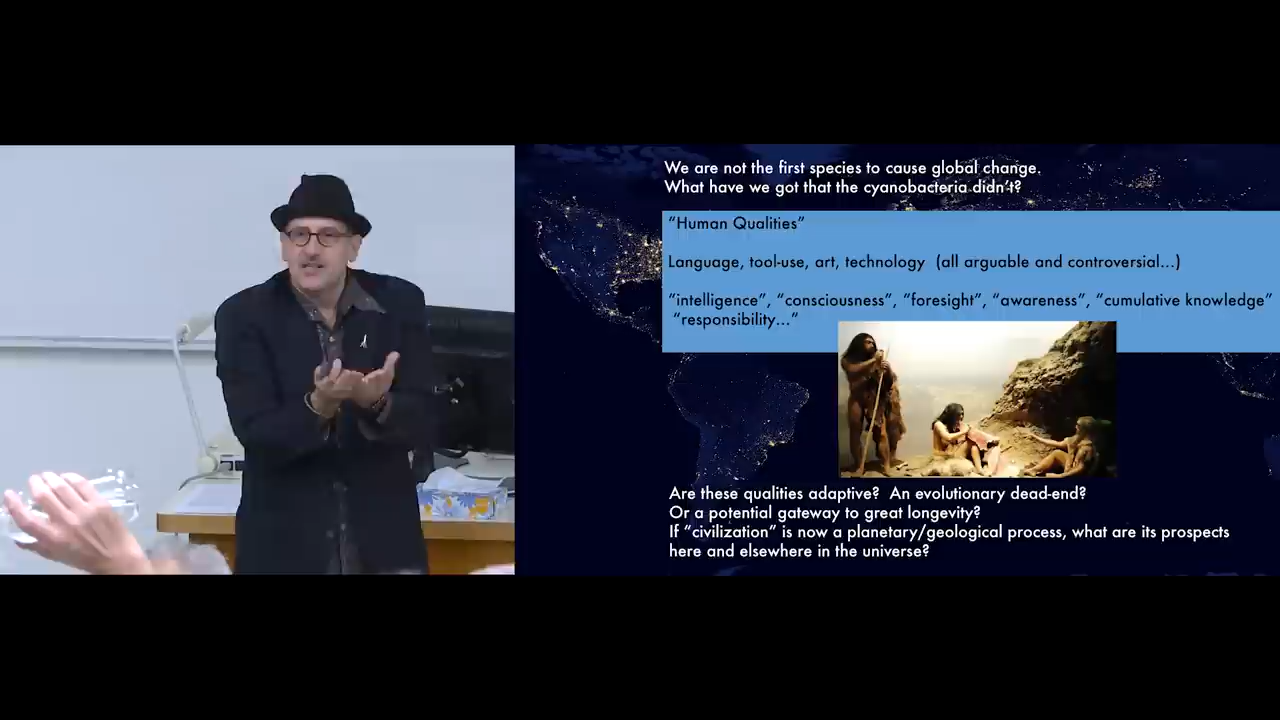 We are not the first species to cause global change.
What have we got that the cyanobacteria didn't?
"Human Qualities"
Language, tool-use, art, technology (all arguable and controversial...)
"intelligence", "consciousness", "foresight", "awareness", "cumulative knowledge"
"responsibility..."
Are these qualities adaptive? An evolutionary dead-end?
Or a potential gateway to great longevity?
If "civilization" is now a planetary/geological process, what are its prospects
here and elsewhere in the universe?